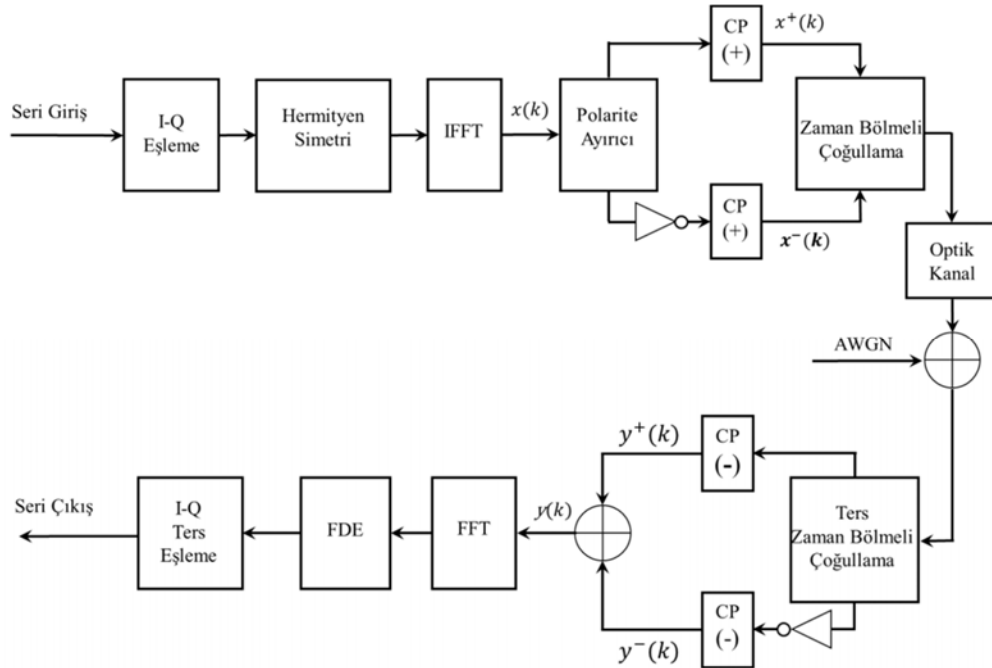 Seri Giriş
I-Q
Eşleme
Hermityen
Simetri
IFFT
x(k)
Polarite
Ayırıcı
CP
(+)
x⁺(k)
CP
(+)
x⁻(k)
Zaman Bölmeli
Çoğullama
Optik
Kanal
AWGN
Ters
Zaman Bölmeli
Çoğullama
CP
(-)
y⁺(k)
CP
(-)
y⁻(k)
y(k)
FFT
FDE
I-Q
Ters
Eşleme
Seri Çıkış